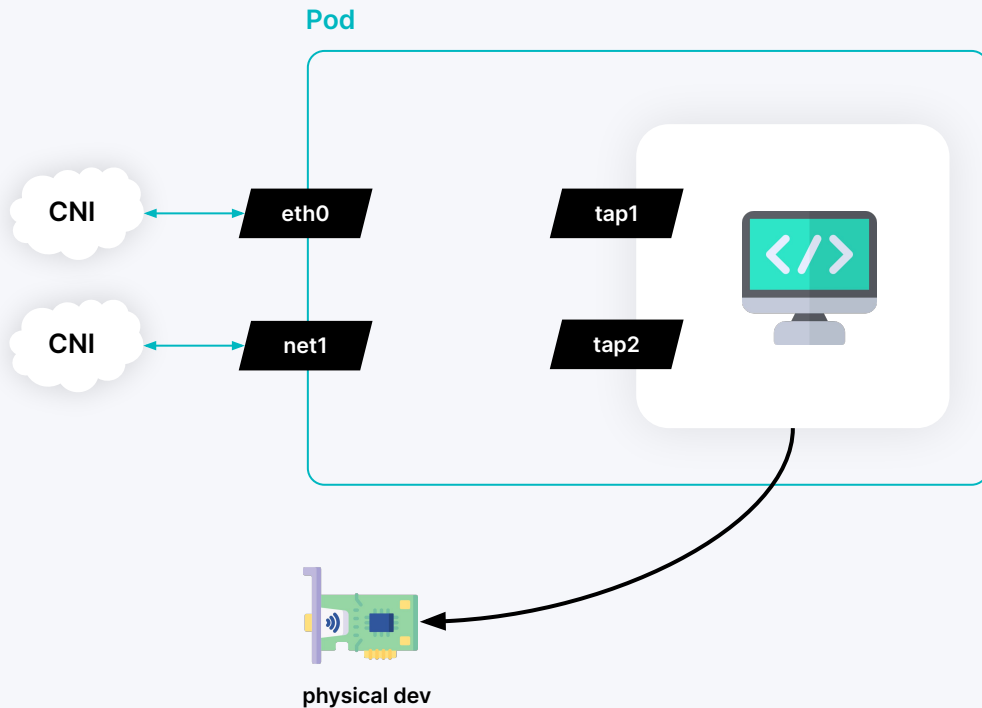 Pod
CNI
eth0
tap1
CNI
net1
tap2
physical dev